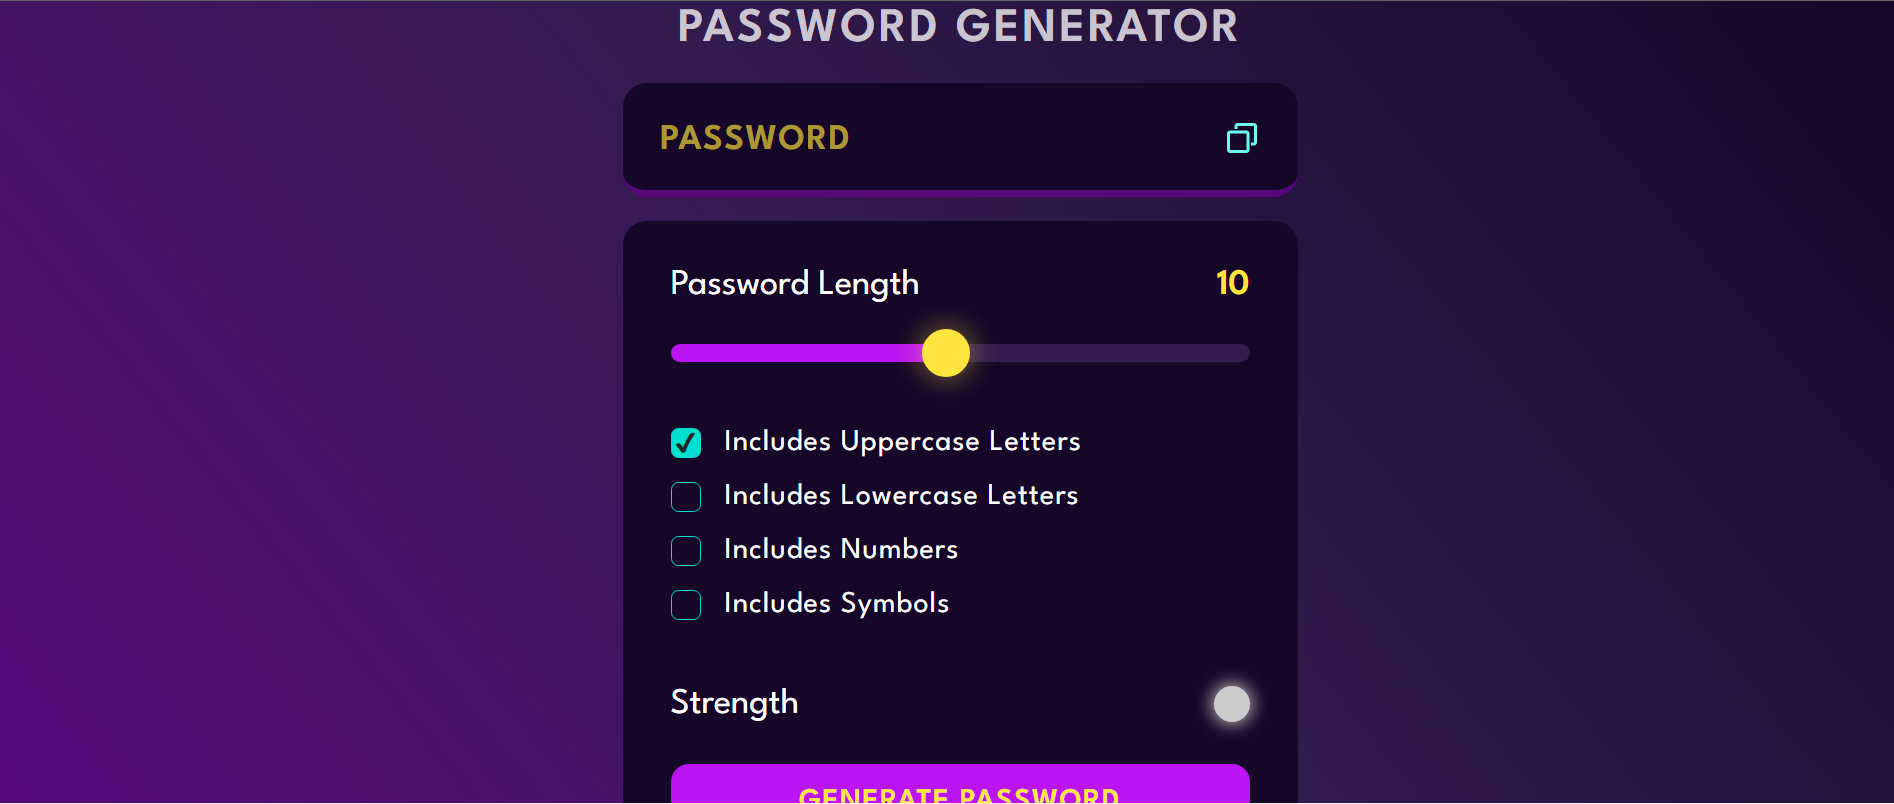 PASSWORD GENERATOR
PASSWORD
Password Length 10
Includes Uppercase Letters
Includes Lowercase Letters
Includes Numbers
Includes Symbols
Strength
GENERATE PASSWORD